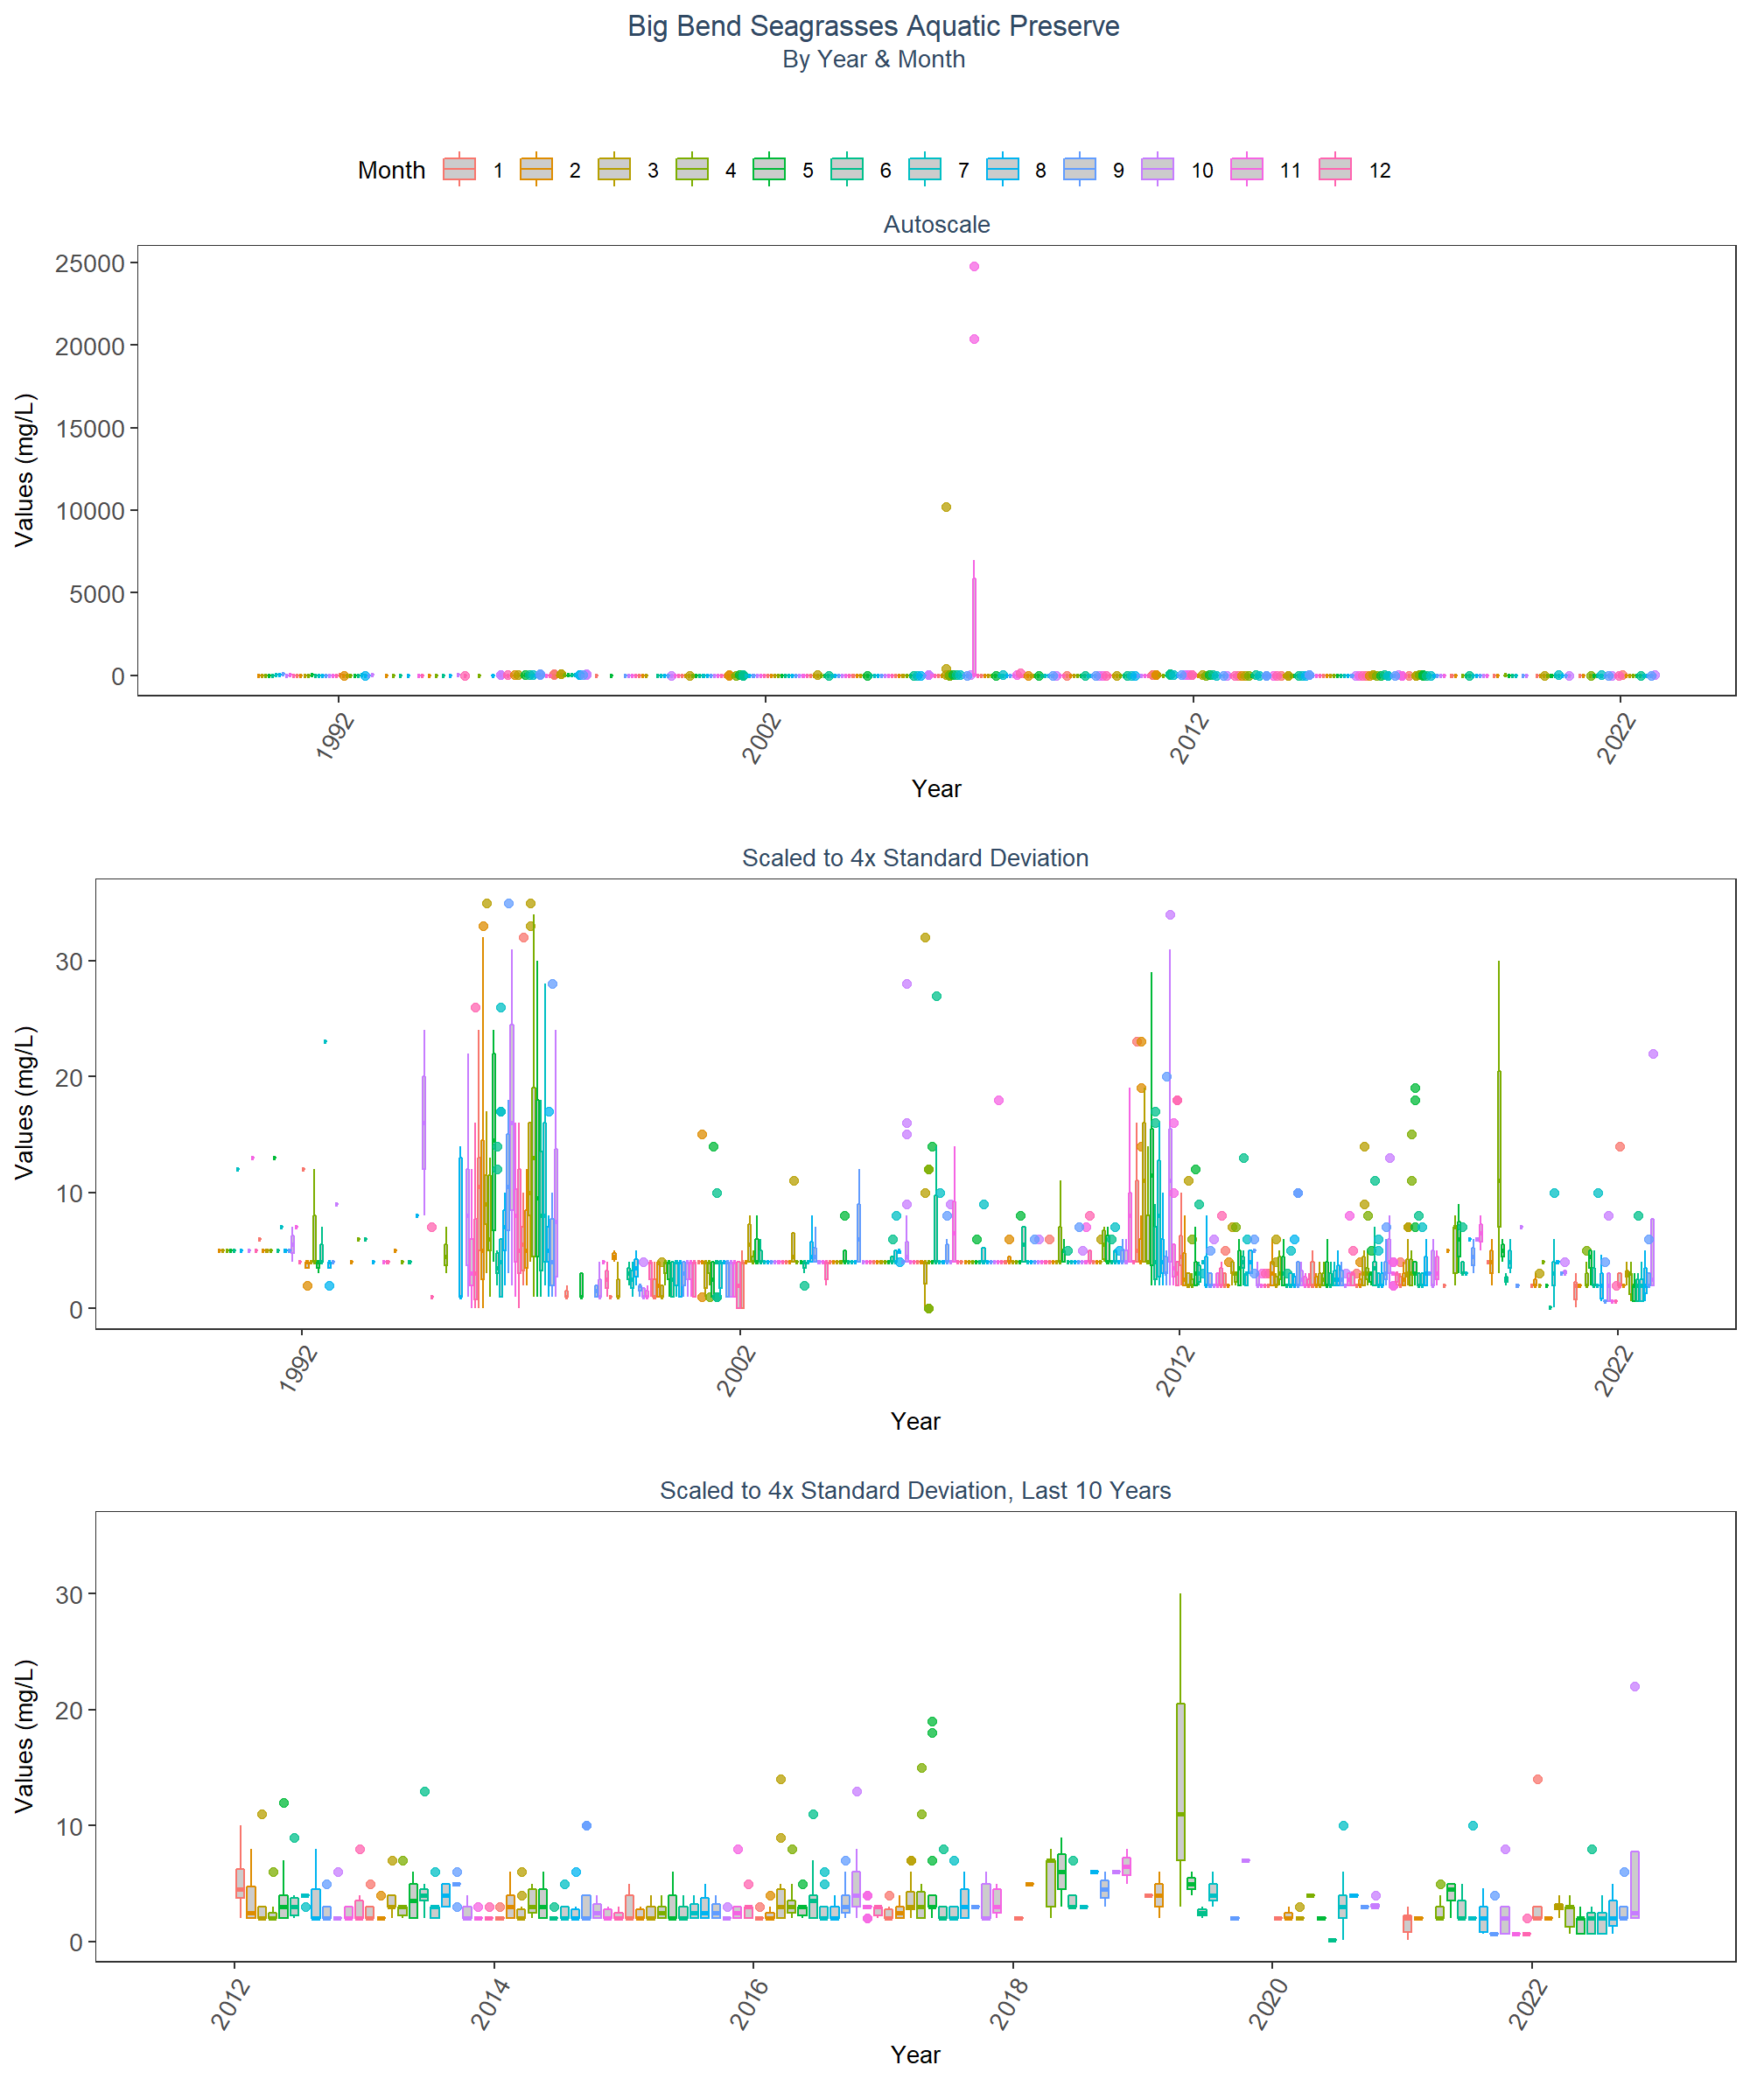 Big Bend Seagrasses Aquatic Preserve
By Year & Month
Month 1 2 3 4 5 6 7 8 9 10 11 12
Autoscale
Values (mg/L)
25000
20000
15000
10000
5000
0
1992 2002 2012 2022
Year
Scaled to 4x Standard Deviation
Values (mg/L)
30
20
10
0
1992 2002 2012 2022
Year
Scaled to 4x Standard Deviation, Last 10 Years
Values (mg/L)
30
20
10
0
2012 2014 2016 2018 2020 2022
Year